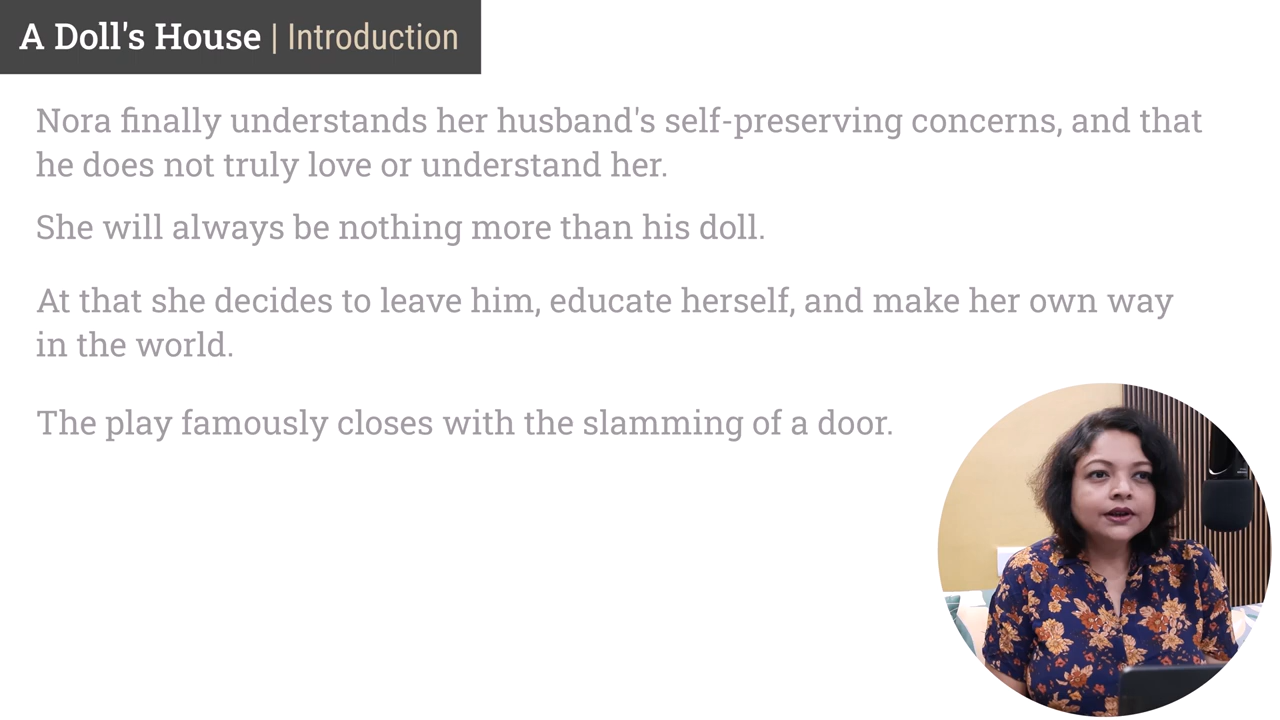 A Doll's House | Introduction
Nora finally understands her husband's self-preserving concerns, and that
he does not truly love or understand her.
She will always be nothing more than his doll.
At that she decides to leave him, educate herself, and make her own way
in the world.
The play famously closes with the slamming of a door.